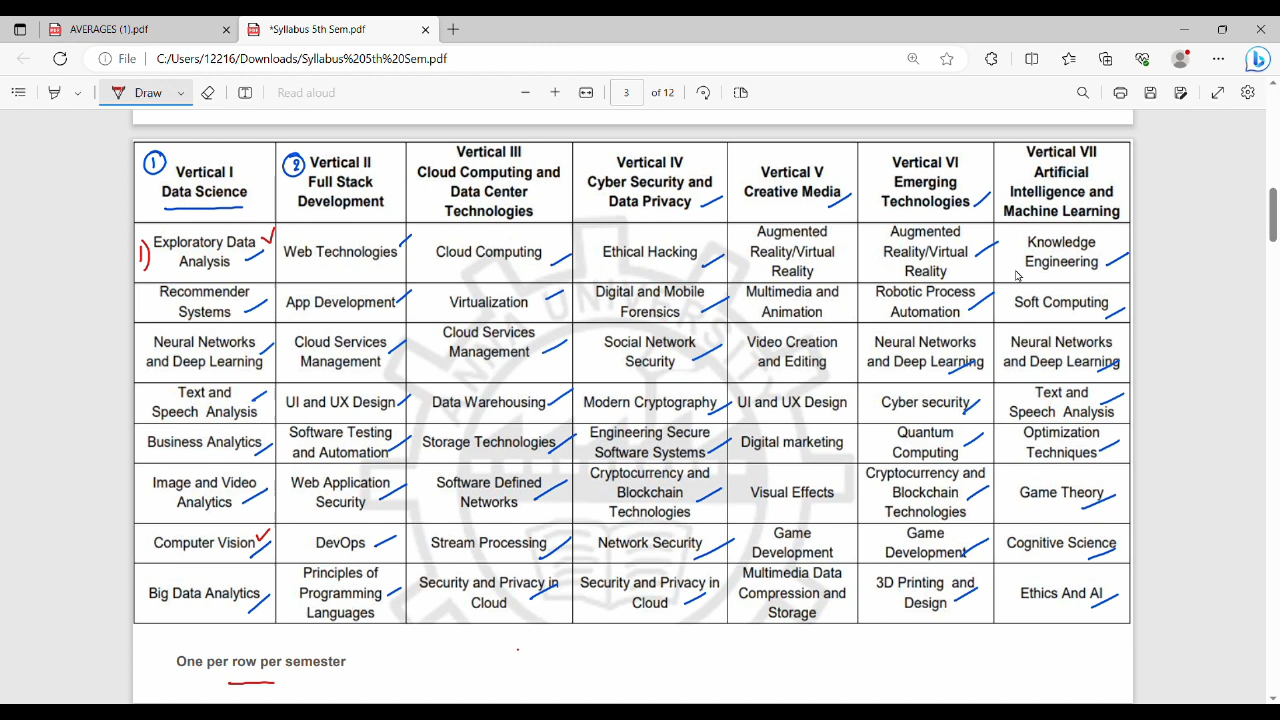 AVERAGES (1).pdf
*Syllabus 5th Sem.pdf
File
C:/Users/12216/Downloads/Syllabus%205th%20Sem.pdf
Draw
Read aloud
3
of 12
1
Vertical I
Data Science
2
Vertical II
Full Stack
Development
Vertical III
Cloud Computing and
Data Center
Technologies
Vertical IV
Cyber Security and
Data Privacy
Vertical V
Creative Media
Vertical VI
Emerging
Technologies
Vertical VII
Artificial
Intelligence and
Machine Learning
1)
Exploratory Data
Analysis
Web Technologies
Cloud Computing
Ethical Hacking
Augmented
Reality/Virtual
Reality
Augmented
Reality/Virtual
Reality
Knowledge
Engineering
Recommender
Systems
App Development
Virtualization
Digital and Mobile
Forensics
Multimedia and
Animation
Robotic Process
Automation
Soft Computing
Neural Networks
and Deep Learning
Cloud Services
Management
Cloud Services
Management
Social Network
Security
Video Creation
and Editing
Neural Networks
and Deep Learning
Neural Networks
and Deep Learning
Text and
Speech Analysis
UI and UX Design
Data Warehousing
Modern Cryptography
UI and UX Design
Cyber security
Text and
Speech Analysis
Business Analytics
Software Testing
and Automation
Storage Technologies
Engineering Secure
Software Systems
Digital marketing
Quantum
Computing
Optimization
Techniques
Image and Video
Analytics
Web Application
Security
Software Defined
Networks
Cryptocurrency and
Blockchain
Technologies
Visual Effects
Cryptocurrency and
Blockchain
Technologies
Game Theory
Computer Vision
DevOps
Stream Processing
Network Security
Game
Development
Game
Development
Cognitive Science
Big Data Analytics
Principles of
Programming
Languages
Security and Privacy in
Cloud
Security and Privacy in
Cloud
Multimedia Data
Compression and
Storage
3D Printing and
Design
Ethics And AI
ANNA UNIVERSITY
One per row per semester